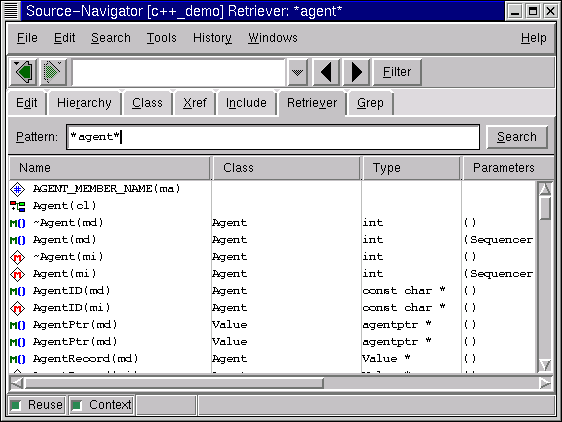 Source-Navigator [c++_demo] Retriever: *agent*
File Edit Search Tools History Windows Help
Filter
Edit Hierarchy Class Xref Include Retriever Grep
Pattern: *agent* Search
Name Class Type Parameters
AGENT_MEMBER_NAME(ma)
Agent(cl)
~Agent(md) Agent int ()
Agent(md) Agent int (Sequencer
~Agent(mi) Agent int ()
Agent(mi) Agent int (Sequencer
AgentID(md) Agent const char * ()
AgentID(mi) Agent const char * ()
AgentPtr(md) Value agentptr * ()
AgentPtr(md) Value agentptr * ()
AgentRecord(md) Agent Value * ()
Reuse Context